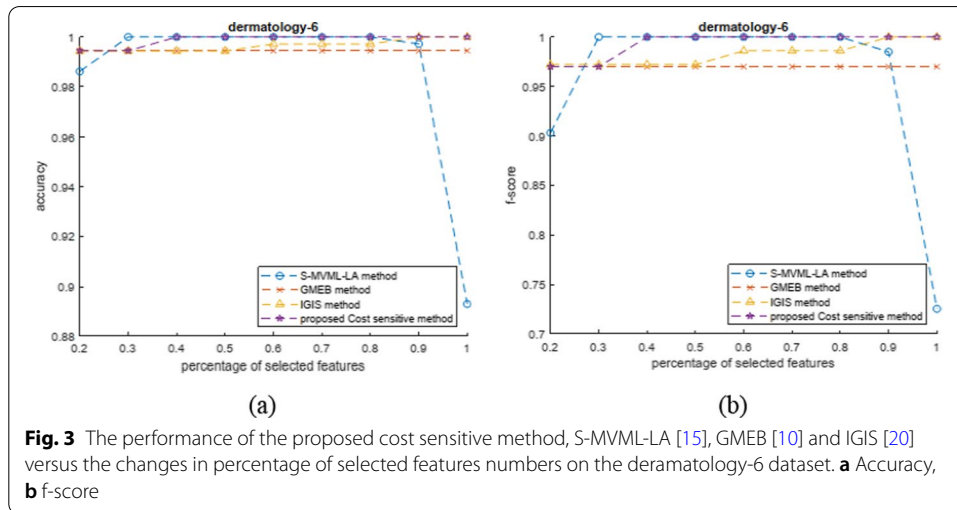 dermatology-6
1
0.98
0.96
0.94
0.92
0.9
0.88
accuracy
S-MVML-LA method
GMEB method
IGIS method
proposed Cost sensitive method
0.2 0.3 0.4 0.5 0.6 0.7 0.8 0.9 1
percentage of selected features
(a)
dermatology-6
1
0.95
0.9
0.85
0.8
0.75
0.7
f-score
S-MVML-LA method
GMEB method
IGIS method
proposed Cost sensitive method
0.2 0.3 0.4 0.5 0.6 0.7 0.8 0.9 1
percentage of selected features
(b)
Fig. 3 The performance of the proposed cost sensitive method, S-MVML-LA [15], GMEB [10] and IGIS [20]
versus the changes in percentage of selected features numbers on the deramatology-6 dataset. a Accuracy,
b f-score